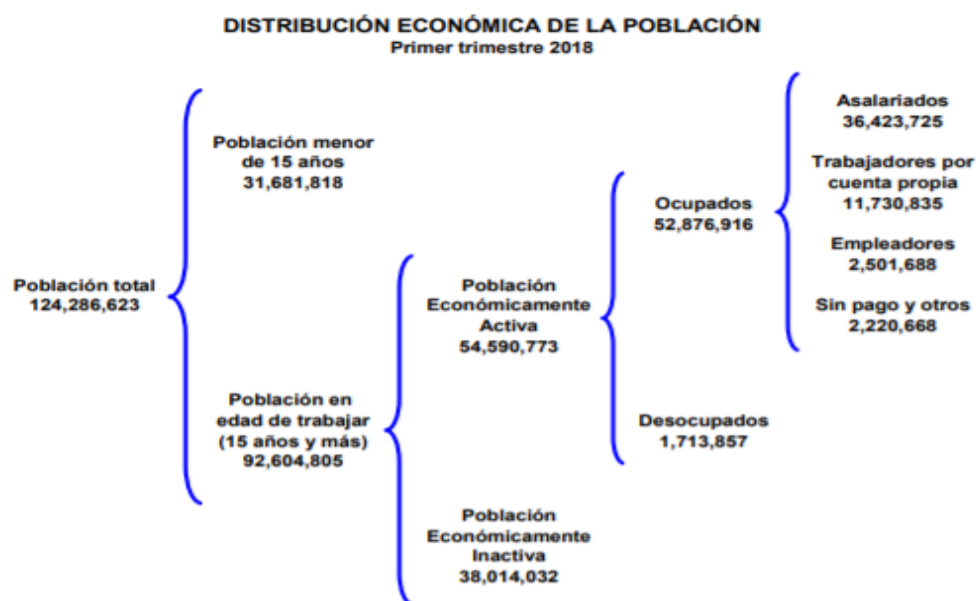 DISTRIBUCIÓN ECONÓMICA DE LA POBLACIÓN
Primer trimestre 2018
Población total
124,286,623
Población menor
de 15 años
31,681,818
Población en
edad de trabajar
(15 años y más)
92,604,805
Población
Económicamente
Activa
54,590,773
Población
Económicamente
Inactiva
38,014,032
Ocupados
52,876,916
Desocupados
1,713,857
Asalariados
36,423,725
Trabajadores por
cuenta propia
11,730,835
Empleadores
2,501,688
Sin pago y otros
2,220,668